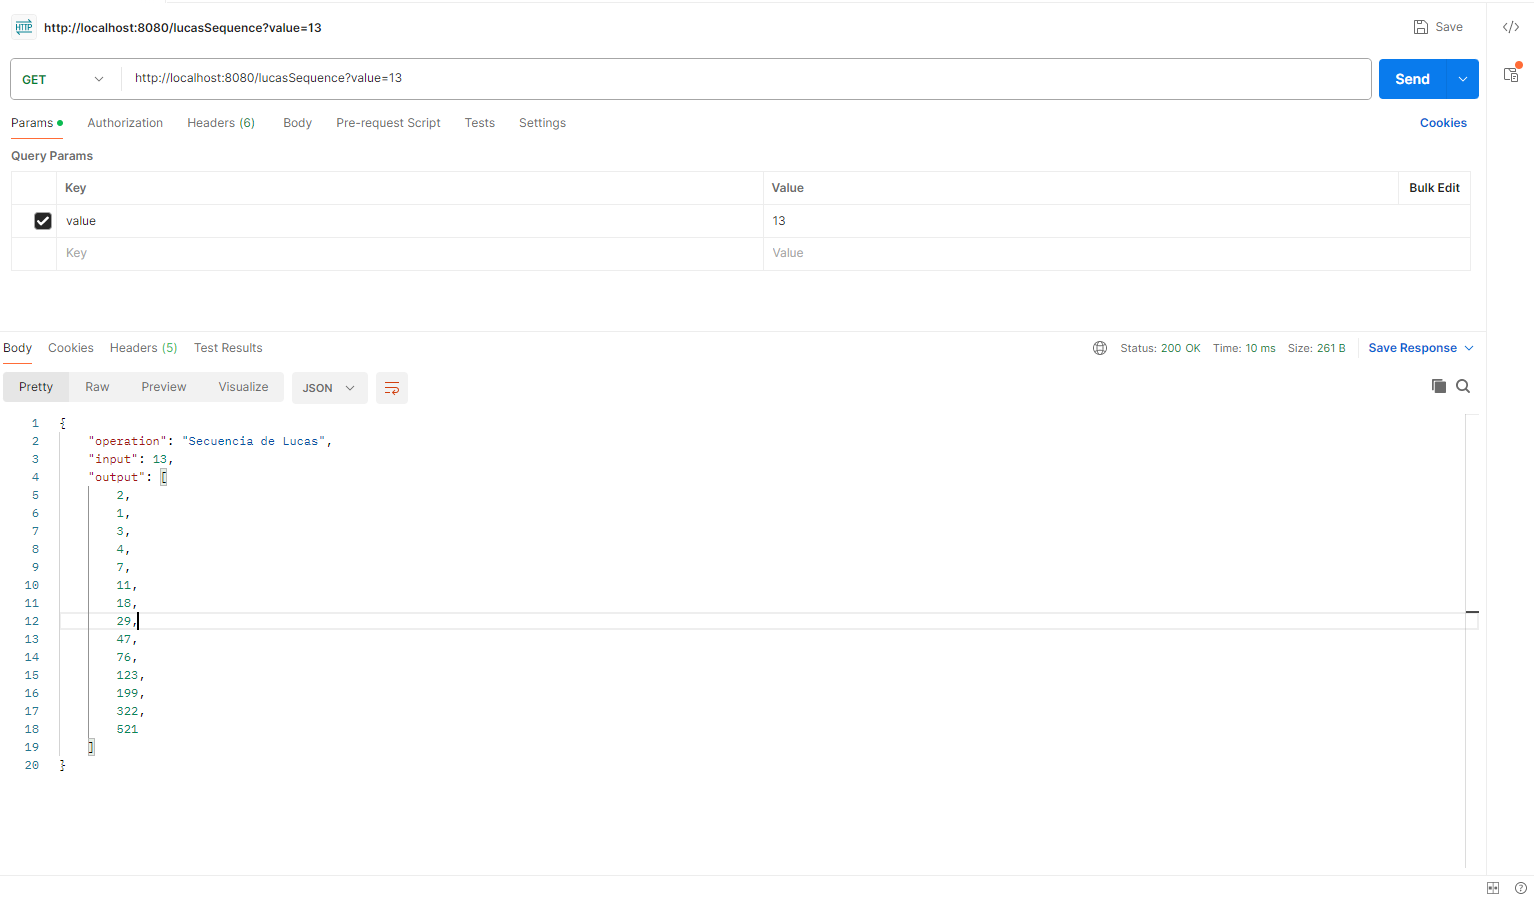 HTTP http://localhost:8080/lucasSequence?value=13 Save
GET http://localhost:8080/lucasSequence?value=13 Send
Params Authorization Headers (6) Body Pre-request Script Tests Settings Cookies
Query Params
Key Value Bulk Edit
value 13
Key Value
Body Cookies Headers (5) Test Results Status: 200 OK Time: 10 ms Size: 261 B Save Response
Pretty Raw Preview Visualize JSON
1 {
2 "operation": "Secuencia de Lucas",
3 "input": 13,
4 "output": [
5 2,
6 1,
7 3,
8 4,
9 7,
10 11,
11 18,
12 29,
13 47,
14 76,
15 123,
16 199,
17 322,
18 521
19 ]
20 }